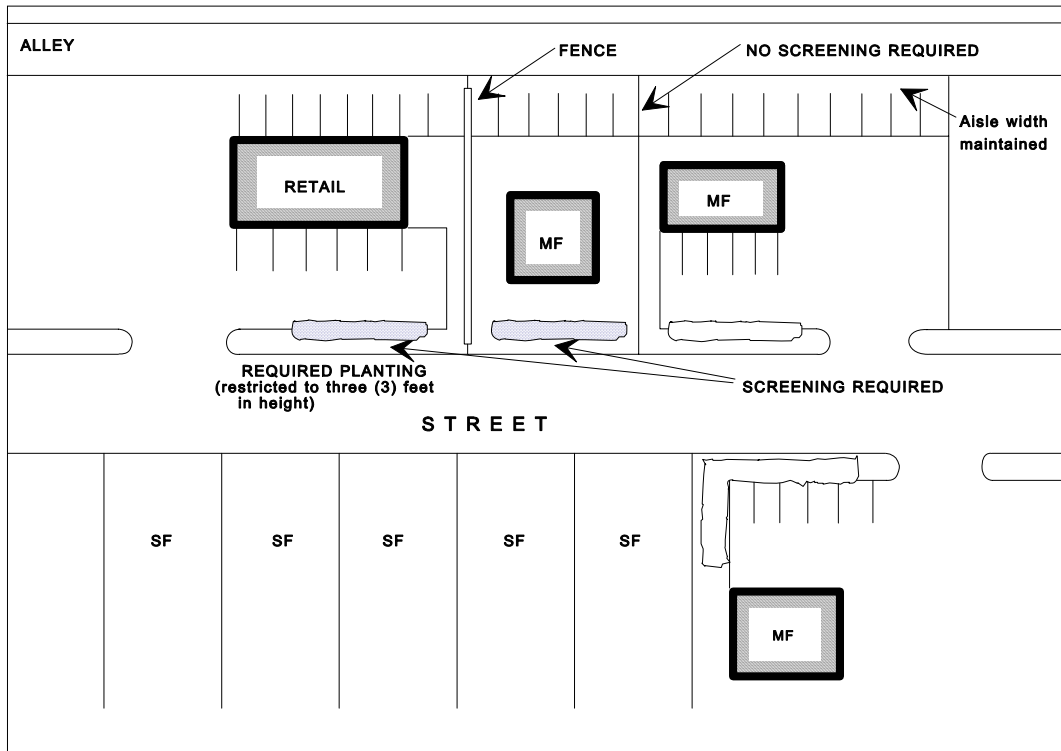 ALLEY
FENCE
NO SCREENING REQUIRED
Aisle width
maintained
RETAIL
MF
MF
REQUIRED PLANTING
(restricted to three (3) feet
in height)
SCREENING REQUIRED
STREET
SF
SF
SF
SF
SF
MF